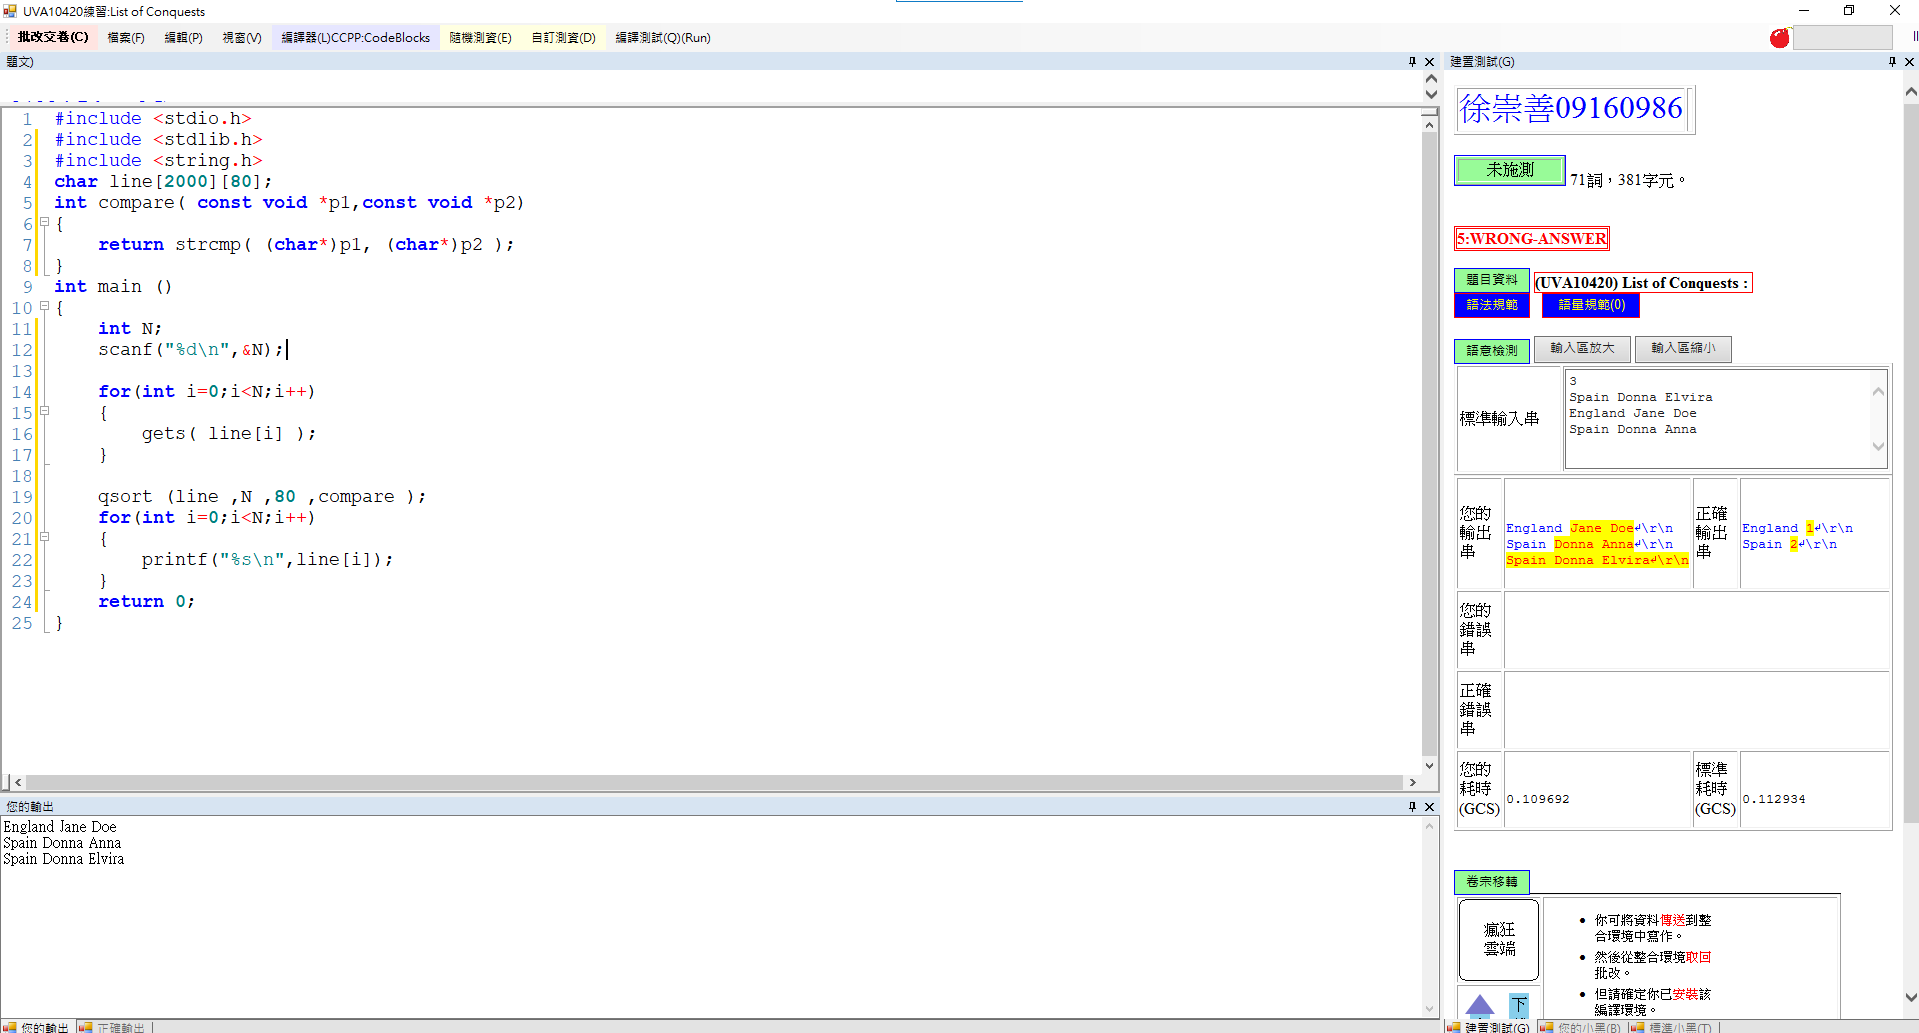 UVA10420練習:List of Conquests
批改交卷(C) 檔案(F) 編輯(P) 視窗(V) 編譯器(L)CCPP:CodeBlocks 隨機測資(E) 自訂測資(D) 編譯測試(Q)(Run)
題文)
1 #include <stdio.h>
2 #include <stdlib.h>
3 #include <string.h>
4 char line[2000][80];
5 int compare( const void *p1,const void *p2)
6 {
7 return strcmp( (char*)p1, (char*)p2 );
8 }
9 int main ()
10 {
11 int N;
12 scanf("%d\n",&N);
13
14 for(int i=0;i<N;i++)
15 {
16 gets( line[i] );
17 }
18
19 qsort (line ,N ,80 ,compare );
20 for(int i=0;i<N;i++)
21 {
22 printf("%s\n",line[i]);
23 }
24 return 0;
25 }
您的輸出
England Jane Doe
Spain Donna Anna
Spain Donna Elvira
您的輸出 正確輸出
建置測試(G)
徐崇善09160986
未施測 71詞，381字元。
5:WRONG-ANSWER
題目資料 (UVA10420) List of Conquests :
語法規範 語量規範(0)
語意檢測 輸入區放大 輸入區縮小
標準輸入串
3
Spain Donna Elvira
England Jane Doe
Spain Donna Anna
您的
輸出
串
England Jane Doe↲\r\n
Spain Donna Anna↲\r\n
Spain Donna Elvira↲\r\n
正確
輸出
串
England 1↲\r\n
Spain 2↲\r\n
您的
錯誤
串
正確
錯誤
串
您的
耗時
(GCS)
0.109692
標準
耗時
(GCS)
0.112934
卷宗移轉
瘋狂
雲端
下
• 你可將資料傳送到整
合環境中寫作。
• 然後從整合環境取回
批改。
• 但請確定你已安裝該
編譯環境。
建置測試(G) 您的小黑(B) 標準小黑(T)